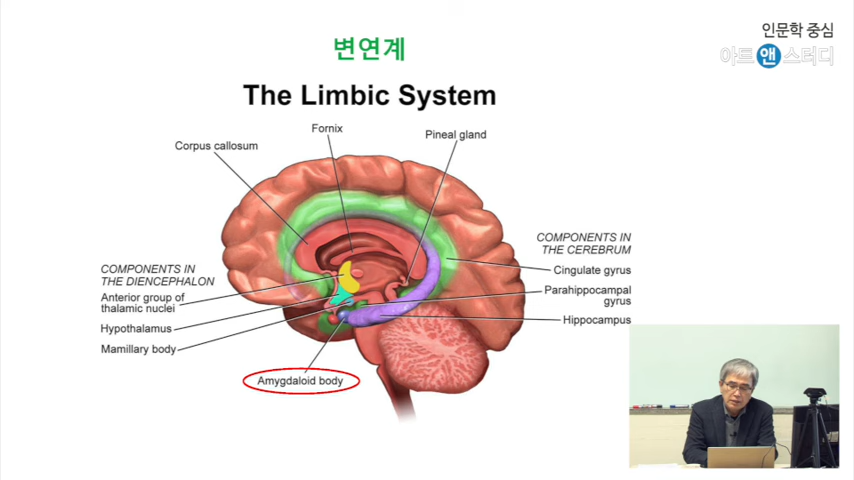 인문학 중심
아트앤스터디
변연계
The Limbic System
Fornix
Pineal gland
Corpus callosum
COMPONENTS IN
THE CEREBRUM
Cingulate gyrus
Parahippocampal
gyrus
Hippocampus
COMPONENTS IN
THE DIENCEPHALON
Anterior group of
thalamic nuclei
Hypothalamus
Mamillary body
Amygdaloid body